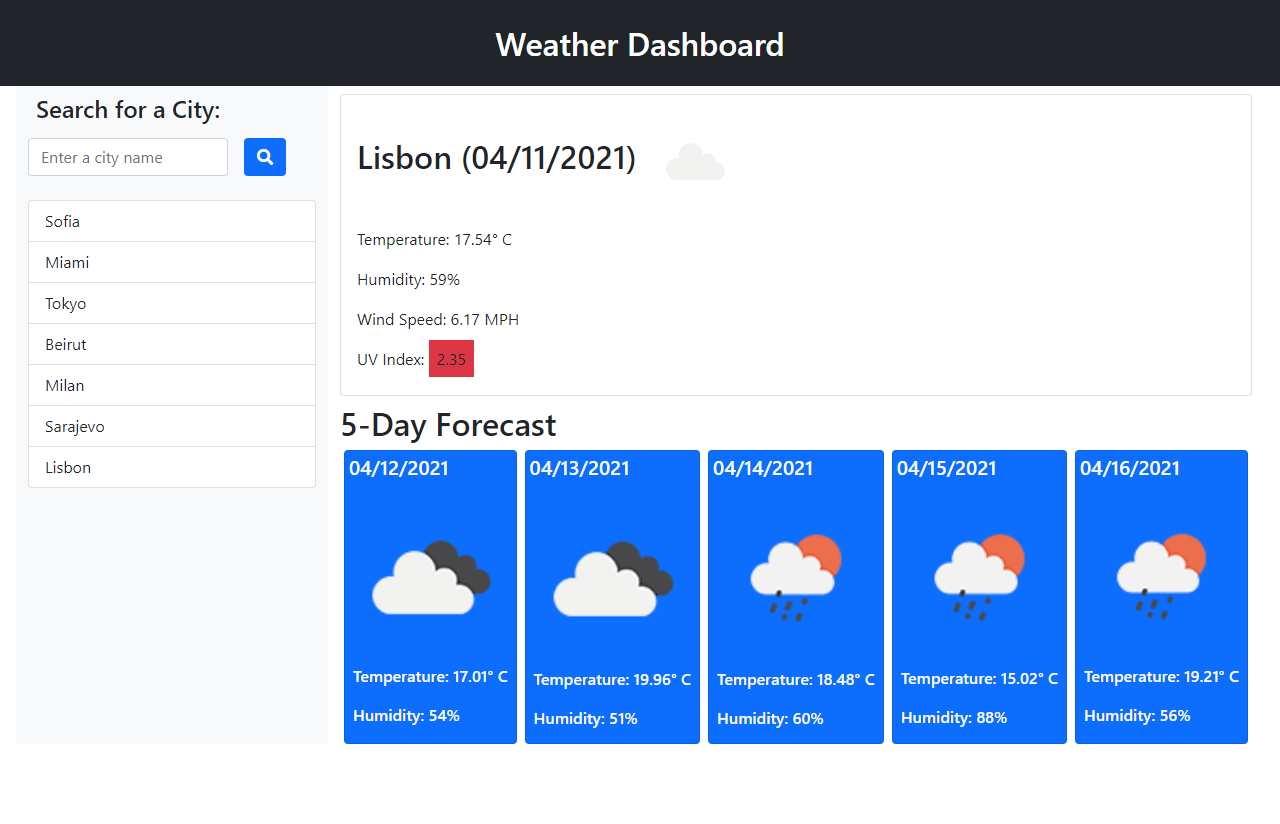 Weather Dashboard
Search for a City:
Enter a city name
Sofia
Miami
Tokyo
Beirut
Milan
Sarajevo
Lisbon
Lisbon (04/11/2021)
Temperature: 17.54° C
Humidity: 59%
Wind Speed: 6.17 MPH
UV Index: 2.35
5-Day Forecast
04/12/2021
Temperature: 17.01° C
Humidity: 54%
04/13/2021
Temperature: 19.96° C
Humidity: 51%
04/14/2021
Temperature: 18.48° C
Humidity: 60%
04/15/2021
Temperature: 15.02° C
Humidity: 88%
04/16/2021
Temperature: 19.21° C
Humidity: 56%